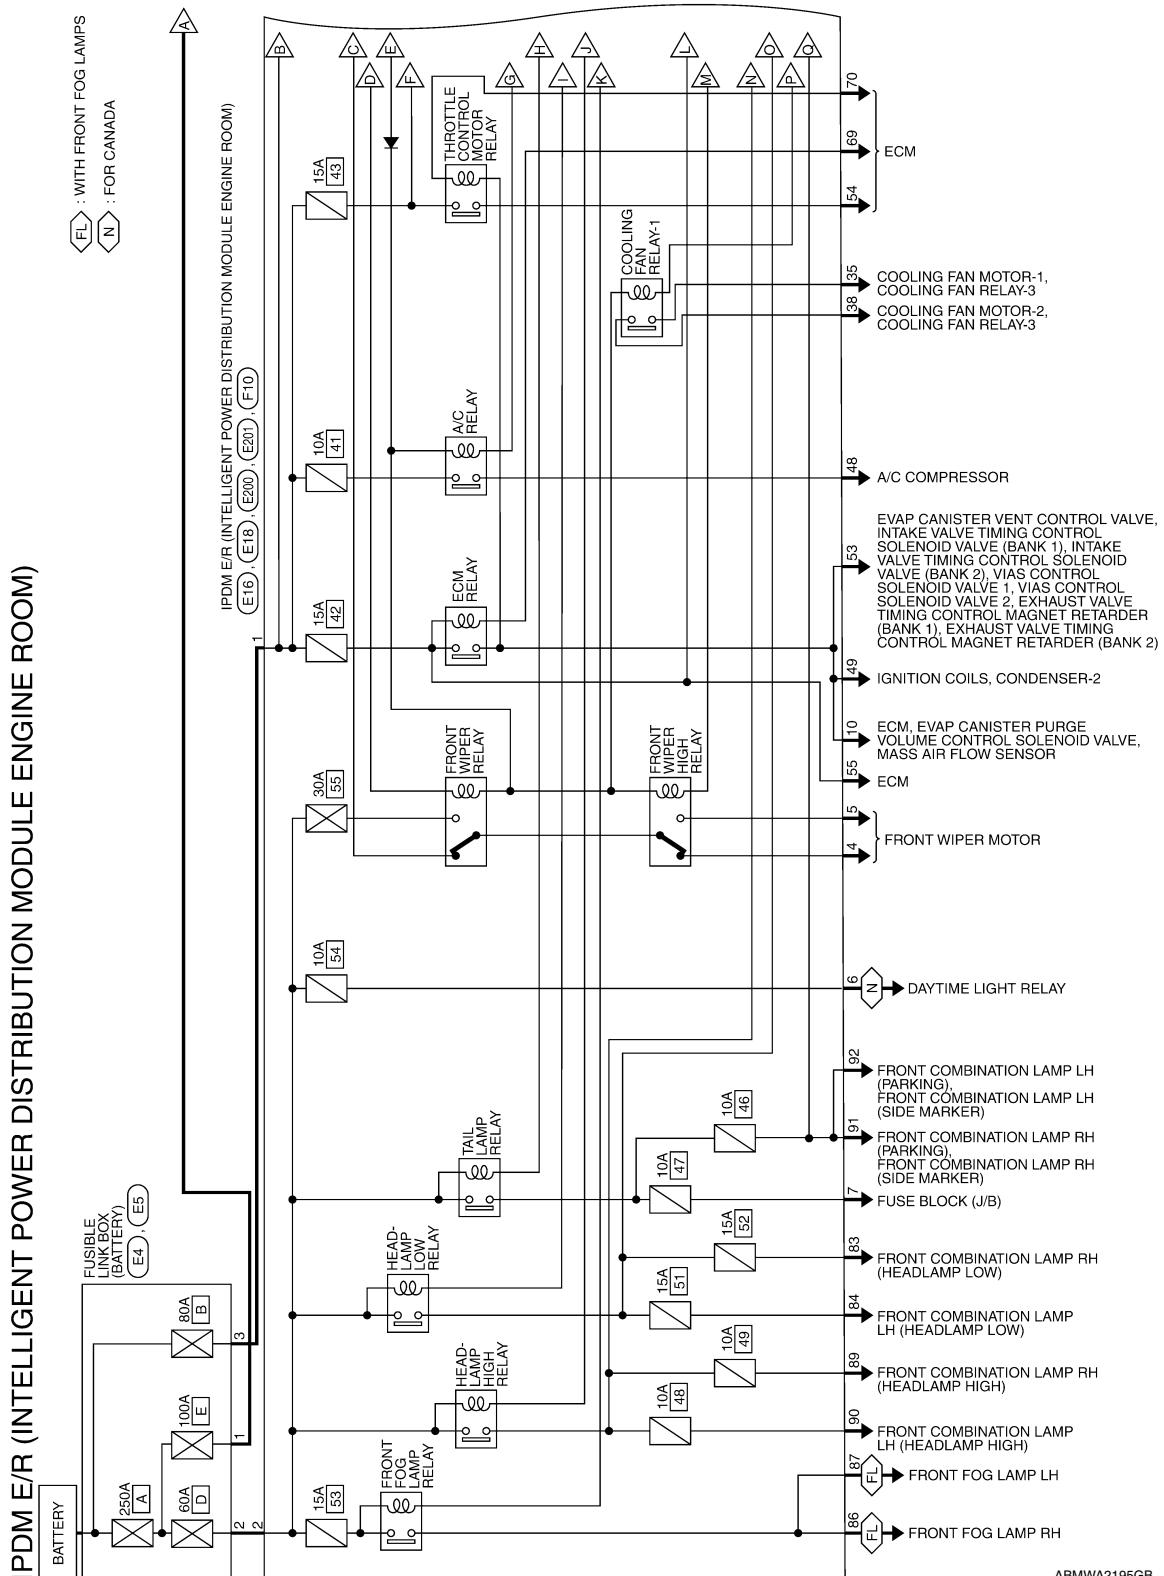 IPDM E/R (INTELLIGENT POWER DISTRIBUTION MODULE ENGINE ROOM)
FL : WITH FRONT FOG LAMPS
N : FOR CANADA
A
B
C
D
E
F
G
H
I
J
K
L
M
N
O
P
Q
IPDM E/R (INTELLIGENT POWER DISTRIBUTION MODULE ENGINE ROOM)
E16 , E18 , E200 , E201 , F10
15A
43
THROTTLE
CONTROL
MOTOR
RELAY
70
69
54
ECM
COOLING
FAN
RELAY-1
35
COOLING FAN MOTOR-1,
COOLING FAN RELAY-3
38
COOLING FAN MOTOR-2,
COOLING FAN RELAY-3
10A
41
A/C
RELAY
48
A/C COMPRESSOR
15A
42
ECM
RELAY
1
53
EVAP CANISTER VENT CONTROL VALVE,
INTAKE VALVE TIMING CONTROL
SOLENOID VALVE (BANK 1), INTAKE
VALVE TIMING CONTROL SOLENOID
VALVE (BANK 2), VIAS CONTROL
SOLENOID VALVE 1, VIAS CONTROL
SOLENOID VALVE 2, EXHAUST VALVE
TIMING CONTROL MAGNET RETARDER
(BANK 1), EXHAUST VALVE TIMING
CONTROL MAGNET RETARDER (BANK 2)
49
IGNITION COILS, CONDENSER-2
10
ECM, EVAP CANISTER PURGE
VOLUME CONTROL SOLENOID VALVE,
MASS AIR FLOW SENSOR
55
ECM
30A
55
FRONT
WIPER
RELAY
FRONT
WIPER
HIGH
RELAY
5
4
FRONT WIPER MOTOR
10A
54
6
N
DAYTIME LIGHT RELAY
92
FRONT COMBINATION LAMP LH
(PARKING),
FRONT COMBINATION LAMP LH
(SIDE MARKER)
10A
46
91
FRONT COMBINATION LAMP RH
(PARKING),
FRONT COMBINATION LAMP RH
(SIDE MARKER)
TAIL
LAMP
RELAY
10A
47
7
FUSE BLOCK (J/B)
15A
52
83
FRONT COMBINATION LAMP RH
(HEADLAMP LOW)
HEAD-
LAMP
LOW
RELAY
15A
51
84
FRONT COMBINATION LAMP
LH (HEADLAMP LOW)
10A
49
89
FRONT COMBINATION LAMP RH
(HEADLAMP HIGH)
HEAD-
LAMP
HIGH
RELAY
10A
48
90
FRONT COMBINATION LAMP
LH (HEADLAMP HIGH)
87
FL
FRONT FOG LAMP LH
15A
53
FRONT
FOG
LAMP
RELAY
86
FL
FRONT FOG LAMP RH
FUSIBLE
LINK BOX
(BATTERY)
E4 , E5
80A
B
3
100A
E
1
BATTERY
250A
A
60A
D
2
2
ABMWA2195GB